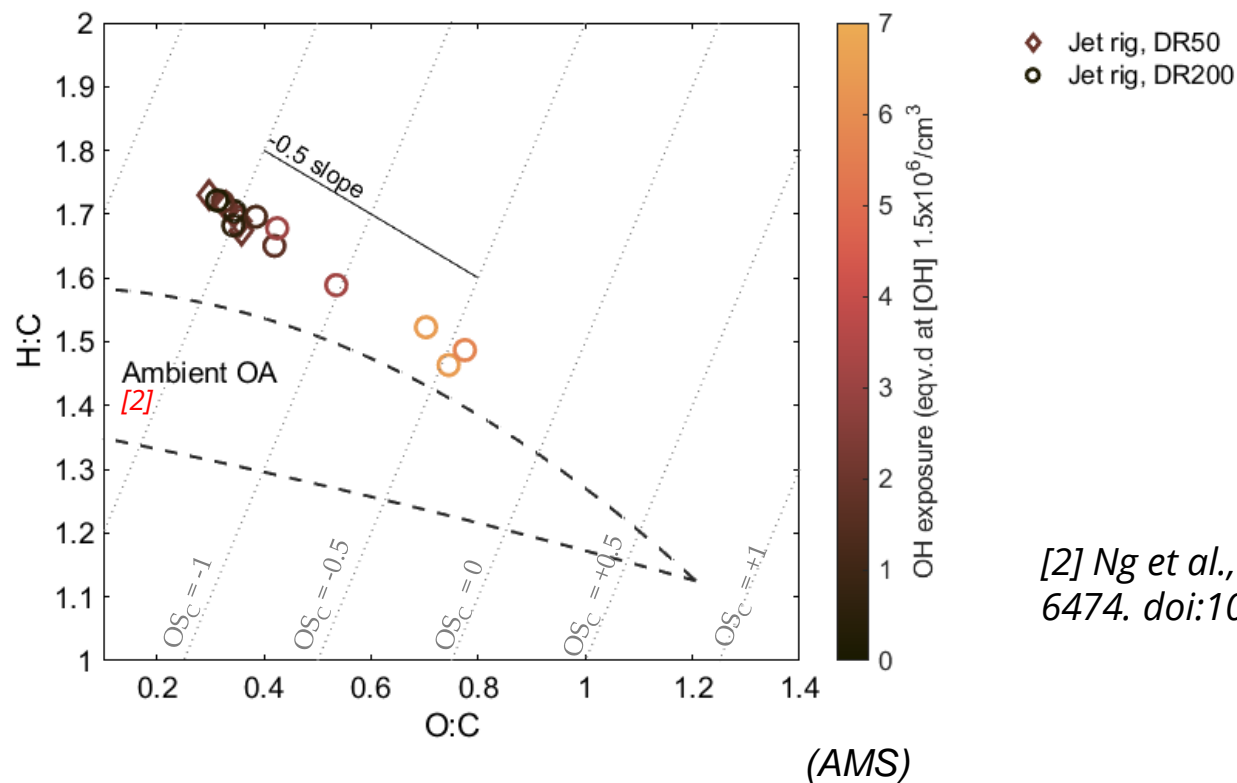 2
1.9
1.8
1.7
1.6
1.5
1.4
1.3
1.2
1.1
1
H:C
0.2
0.4
0.6
0.8
1
1.2
1.4
O:C
-0.5 slope
Ambient OA
[2]
OSC = -1
OSC = -0.5
OSC = 0
OSC = +0.5
OSC = +1
7
6
5
4
3
2
1
0
OH exposure (eqv.d at [OH] 1.5x10^6/cm^3
Jet rig, DR50
Jet rig, DR200
[2] Ng et al.,
6474. doi:10
(AMS)